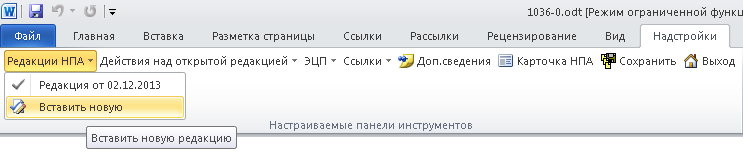 1036-0.odt [Режим ограниченной функц
Файл Главная Вставка Разметка страницы Ссылки Рассылки Рецензирование Вид Надстройки
Редакции НПА Действия над открытой редакцией ЭЦП Ссылки Доп.сведения Карточка НПА Сохранить Выход
Редакция от 02.12.2013
Вставить новую
Вставить новую редакцию
Настраиваемые панели инструментов